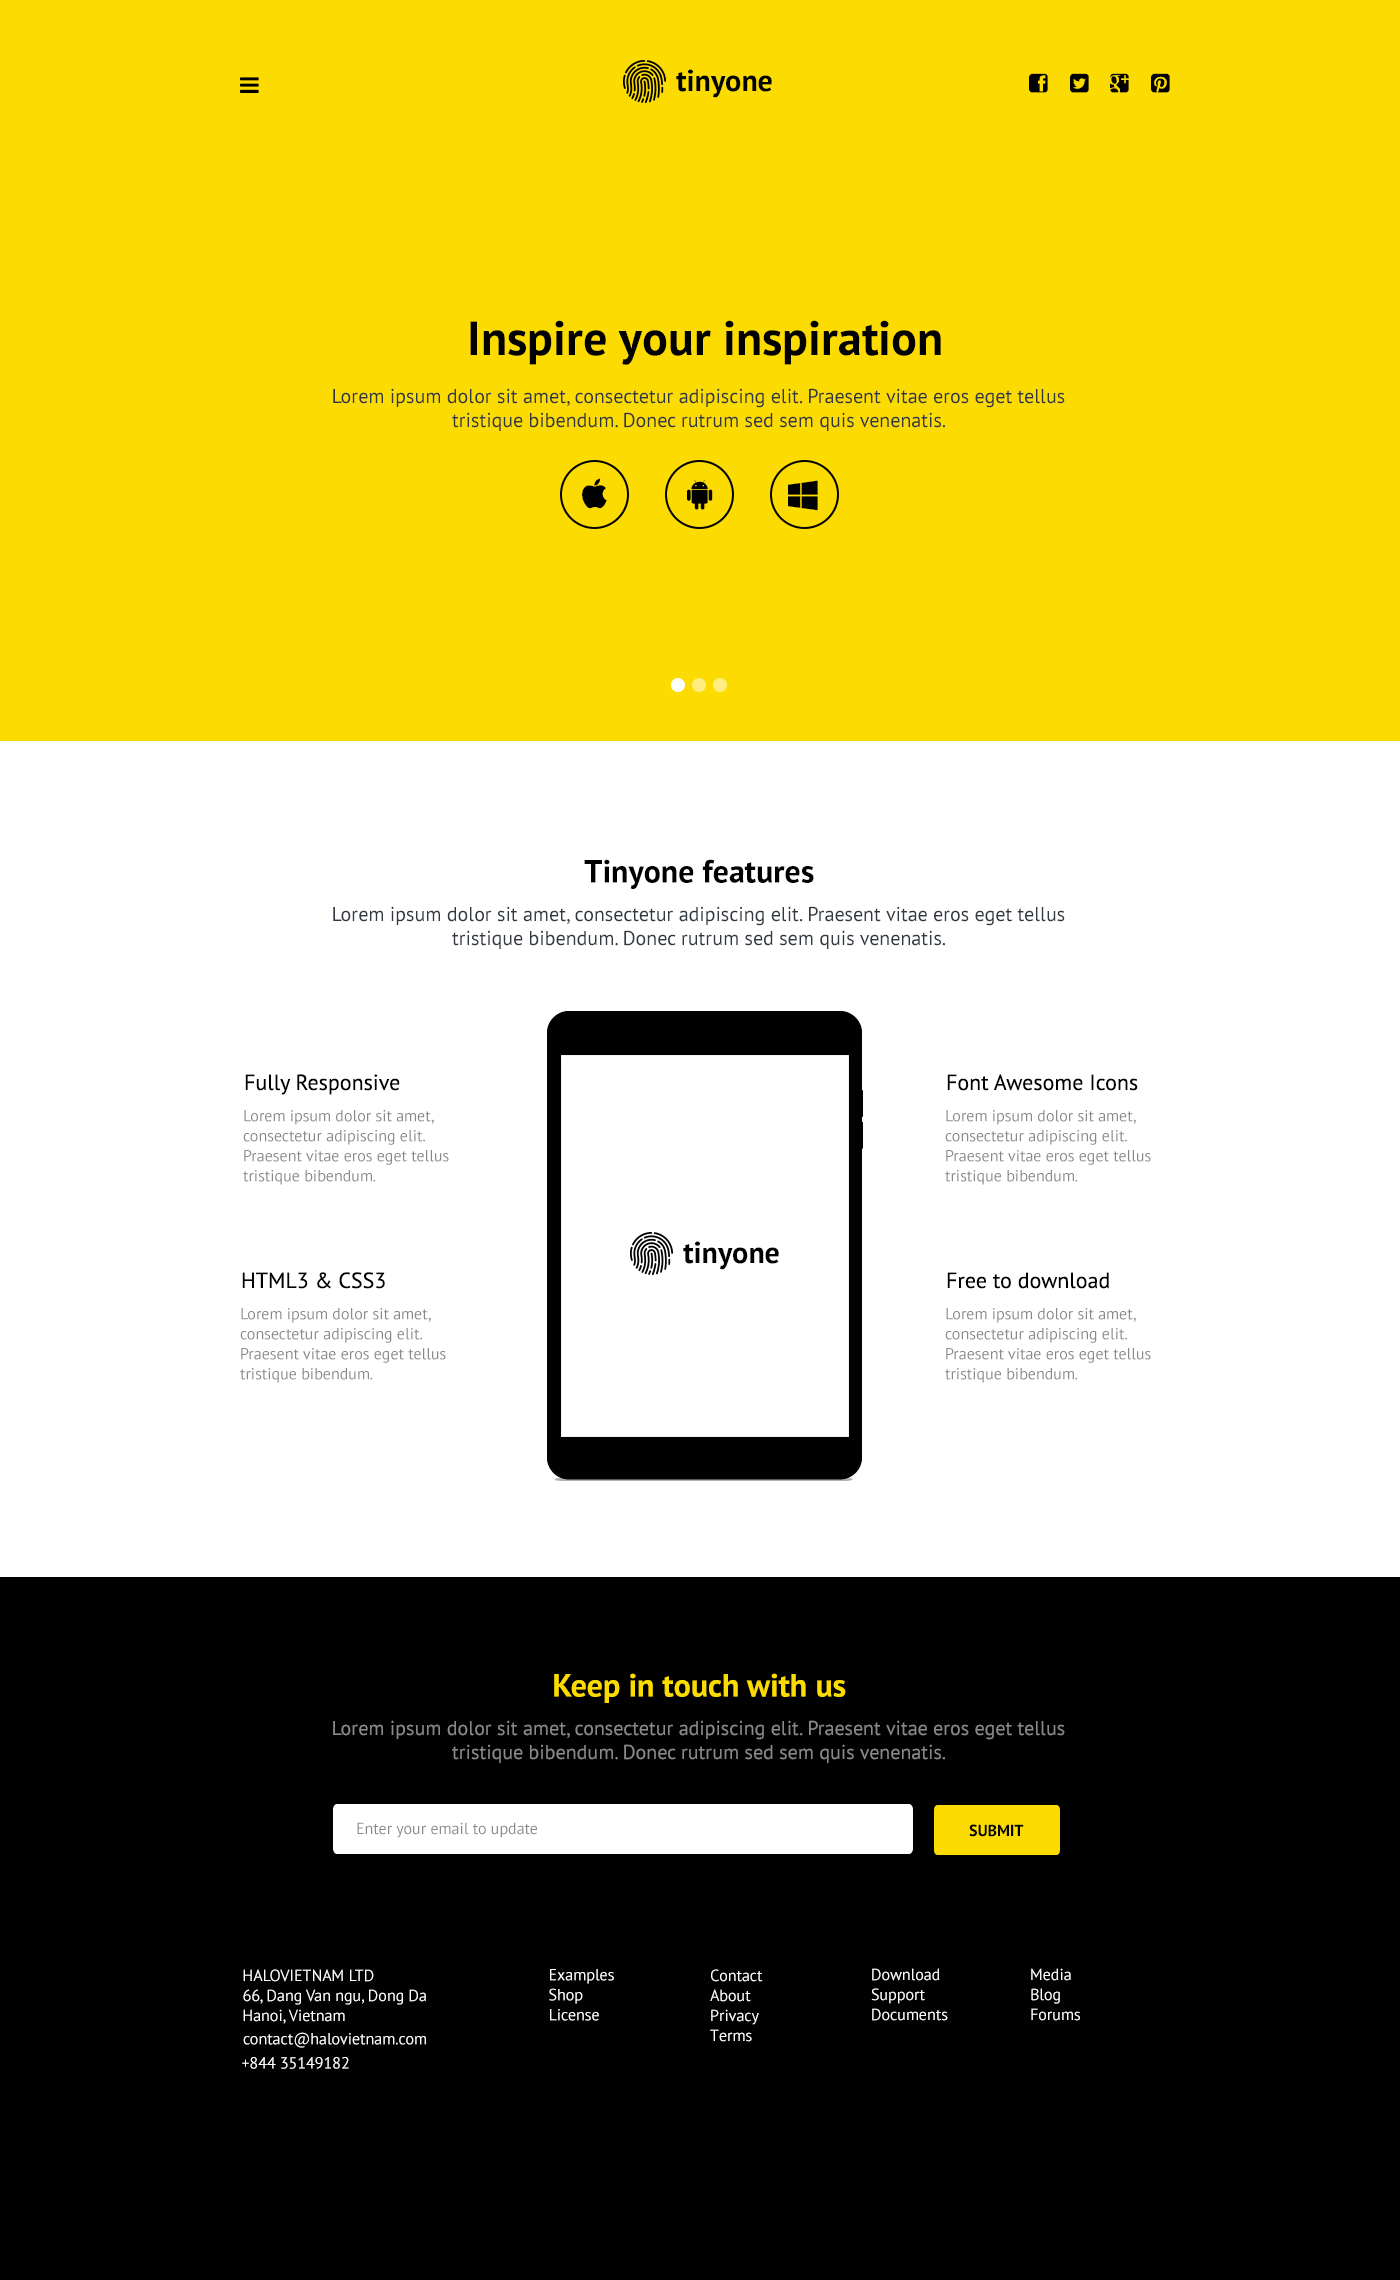 tinyone
Inspire your inspiration
Lorem ipsum dolor sit amet, consectetur adipiscing elit. Praesent vitae eros eget tellus
tristique bibendum. Donec rutrum sed sem quis venenatis.
Tinyone features
Lorem ipsum dolor sit amet, consectetur adipiscing elit. Praesent vitae eros eget tellus
tristique bibendum. Donec rutrum sed sem quis venenatis.
Fully Responsive
Lorem ipsum dolor sit amet,
consectetur adipiscing elit.
Praesent vitae eros eget tellus
tristique bibendum.
HTML3 & CSS3
Lorem ipsum dolor sit amet,
consectetur adipiscing elit.
Praesent vitae eros eget tellus
tristique bibendum.
tinyone
Font Awesome Icons
Lorem ipsum dolor sit amet,
consectetur adipiscing elit.
Praesent vitae eros eget tellus
tristique bibendum.
Free to download
Lorem ipsum dolor sit amet,
consectetur adipiscing elit.
Praesent vitae eros eget tellus
tristique bibendum.
Keep in touch with us
Lorem ipsum dolor sit amet, consectetur adipiscing elit. Praesent vitae eros eget tellus
tristique bibendum. Donec rutrum sed sem quis venenatis.
Enter your email to update
SUBMIT
HALOVIETNAM LTD
66, Dang Van ngu, Dong Da
Hanoi, Vietnam
contact@halovietnam.com
+844 35149182
Examples
Shop
License
Contact
About
Privacy
Terms
Download
Support
Documents
Media
Blog
Forums